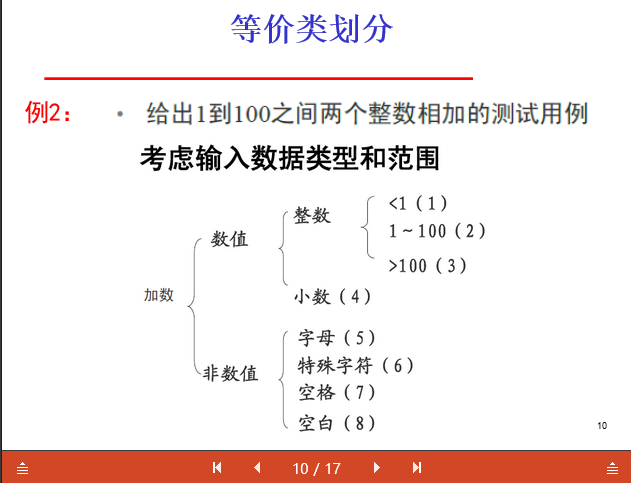 等价类划分
例2： • 给出1到100之间两个整数相加的测试用例
考虑输入数据类型和范围
加数
数值
整数
<1（1）
1～100（2）
>100（3）
小数（4）
非数值
字母（5）
特殊字符（6）
空格（7）
空白（8）
10
10 / 17